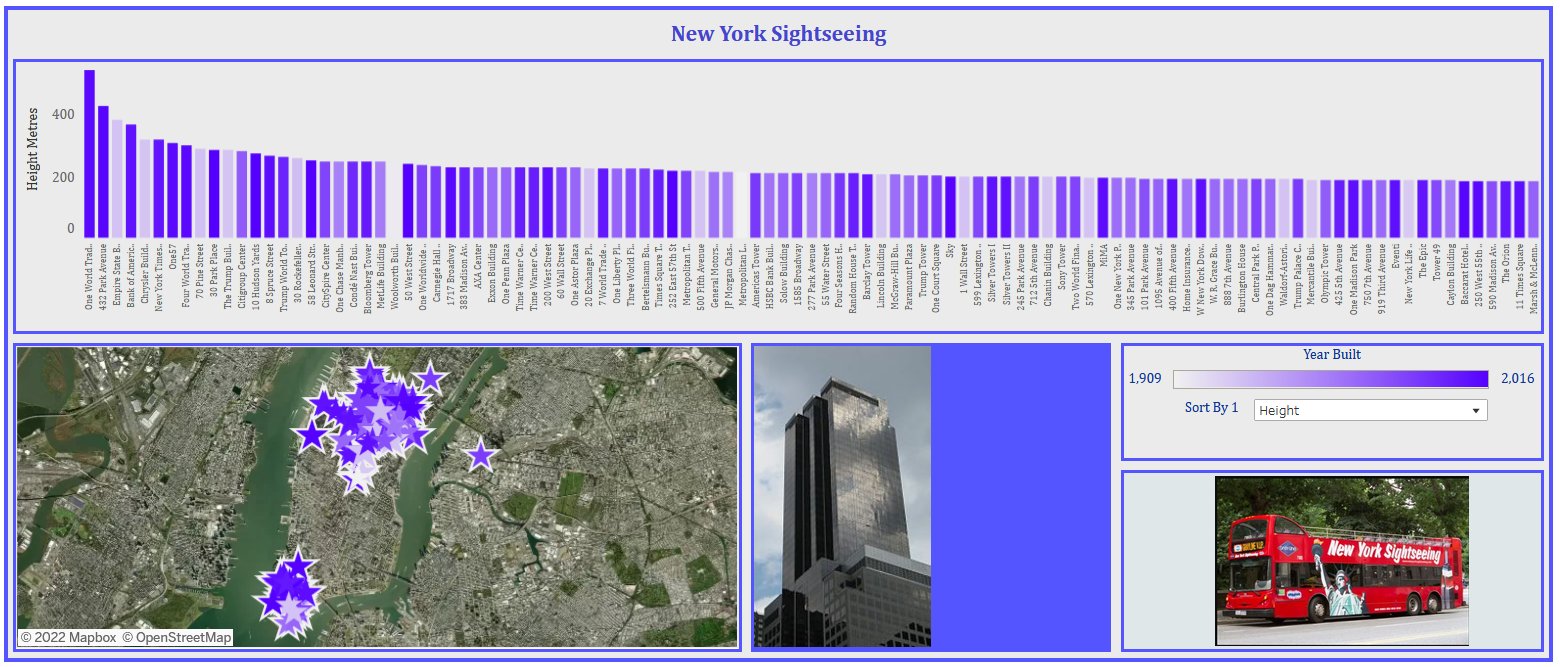 New York Sightseeing
Height Metres
400
200
0
One World Trad..
432 Park Avenue
Empire State B..
Bank of Americ..
Chrysler Build..
New York Times..
One57
Four World Tra..
70 Pine Street
30 Park Place
The Trump Buil..
Citigroup Center
10 Hudson Yards
8 Spruce Street
Trump World To..
30 Rockefeller..
58 Leonard Str..
CitySpire Center
One Chase Manh..
Condé Nast Bui..
Bloomberg Tower
MetLife Building
Woolworth Buil..
50 West Street
One Worldwide ..
Carnegie Hall ..
1717 Broadway
383 Madison Av..
AXA Center
Exxon Building
One Penn Plaza
Time Warner Ce..
Time Warner Ce..
200 West Street
60 Wall Street
One Astor Plaza
20 Exchange Pl..
7 World Trade ..
One Liberty Pl..
Three World Fi..
Bertelsmann Bu..
Times Square T..
252 East 57th St
Metropolitan T..
500 Fifth Avenue
General Motors..
JP Morgan Chas..
Metropolitan L..
Americas Tower
HSBC Bank Buil..
Solow Building
1585 Broadway
277 Park Avenue
55 Water Street
Four Seasons H..
Random House T..
Barclay Tower
Lincoln Building
McGraw-Hill Bu..
Paramount Plaza
Trump Tower
One Court Square
Sky
1 Wall Street
599 Lexington ..
Silver Towers I
Silver Towers II
245 Park Avenue
712 5th Avenue
Chanin Building
Sony Tower
Two World Fina..
570 Lexington ..
MiMA
One New York P..
345 Park Avenue
101 Park Avenue
1095 Avenue of..
400 Fifth Avenue
Home Insurance..
W New York Dow..
W. R. Grace Bu..
888 7th Avenue
Burlington House
Central Park P..
One Dag Hammar..
Waldorf-Astori..
Trump Palace C..
Mercantile Bui..
Olympic Tower
425 5th Avenue
One Madison Park
750 7th Avenue
919 Third Avenue
Eventi
New York Life ..
The Epic
Tower 49
Caylon Building
Baccarat Hotel..
250 West 55th ..
590 Madison Av..
The Orion
11 Times Square
Marsh & McLenn..
© 2022 Mapbox © OpenStreetMap
Year Built
1,909
2,016
Sort By 1
Height
New York Sightseeing